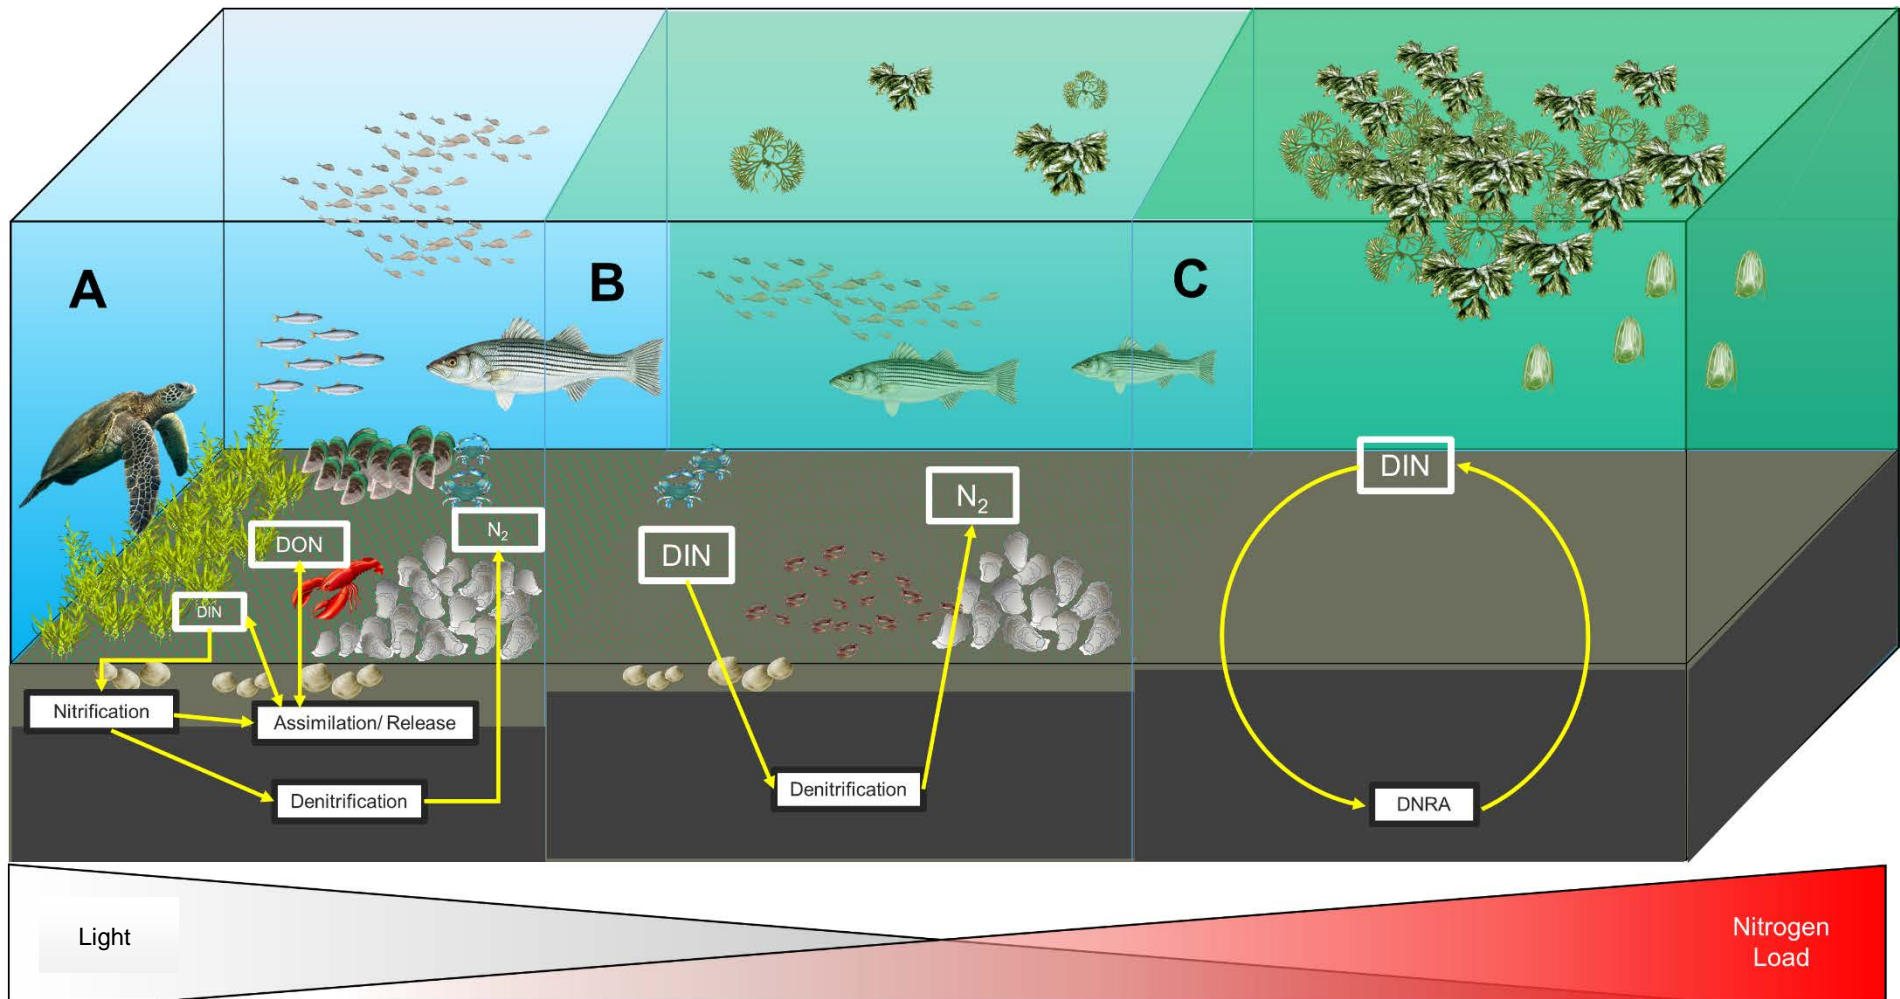 A
B
C
DIN
N₂
DON
N₂
DIN
DIN
Nitrification
Assimilation/ Release
Denitrification
Denitrification
DNRA
Light
Nitrogen
Load